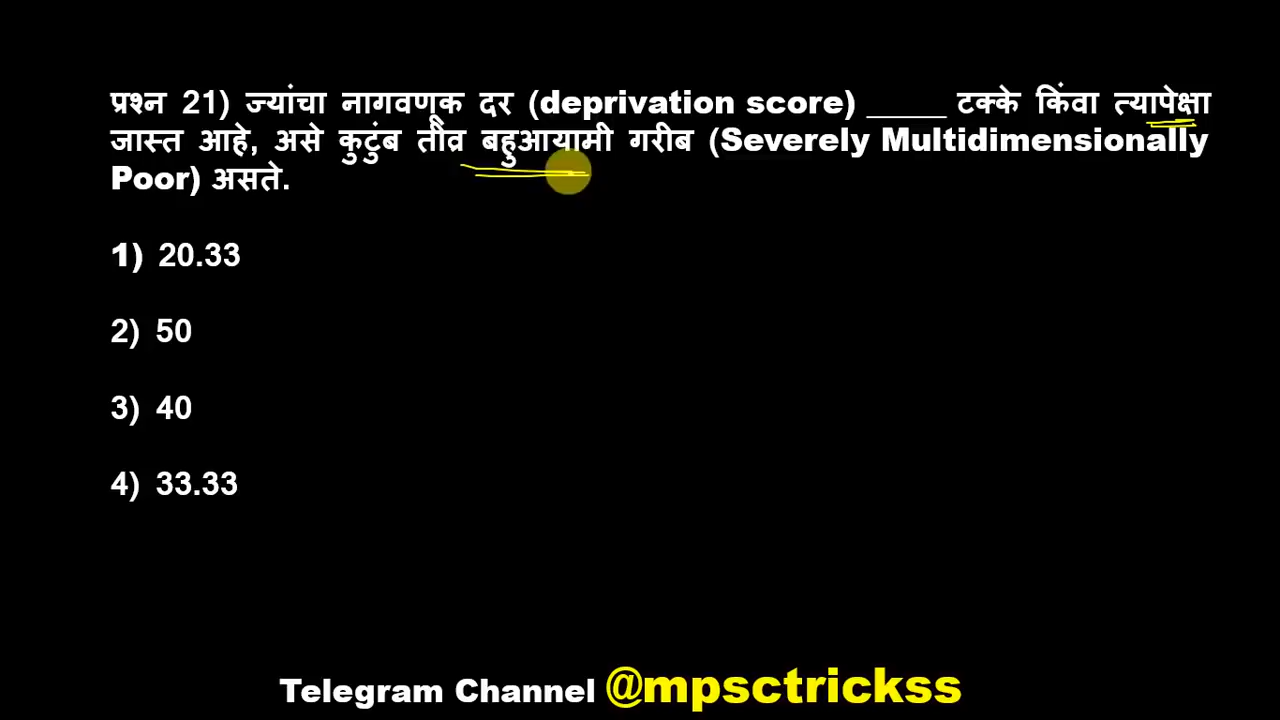 प्रश्न 21) ज्यांचा नागवणूक दर (deprivation score) _____ टक्के किंवा त्यापेक्षा
जास्त आहे, असे कुटुंब तीव्र बहुआयामी गरीब (Severely Multidimensionally
Poor) असते.
1) 20.33
2) 50
3) 40
4) 33.33
Telegram Channel @mpsctrickss